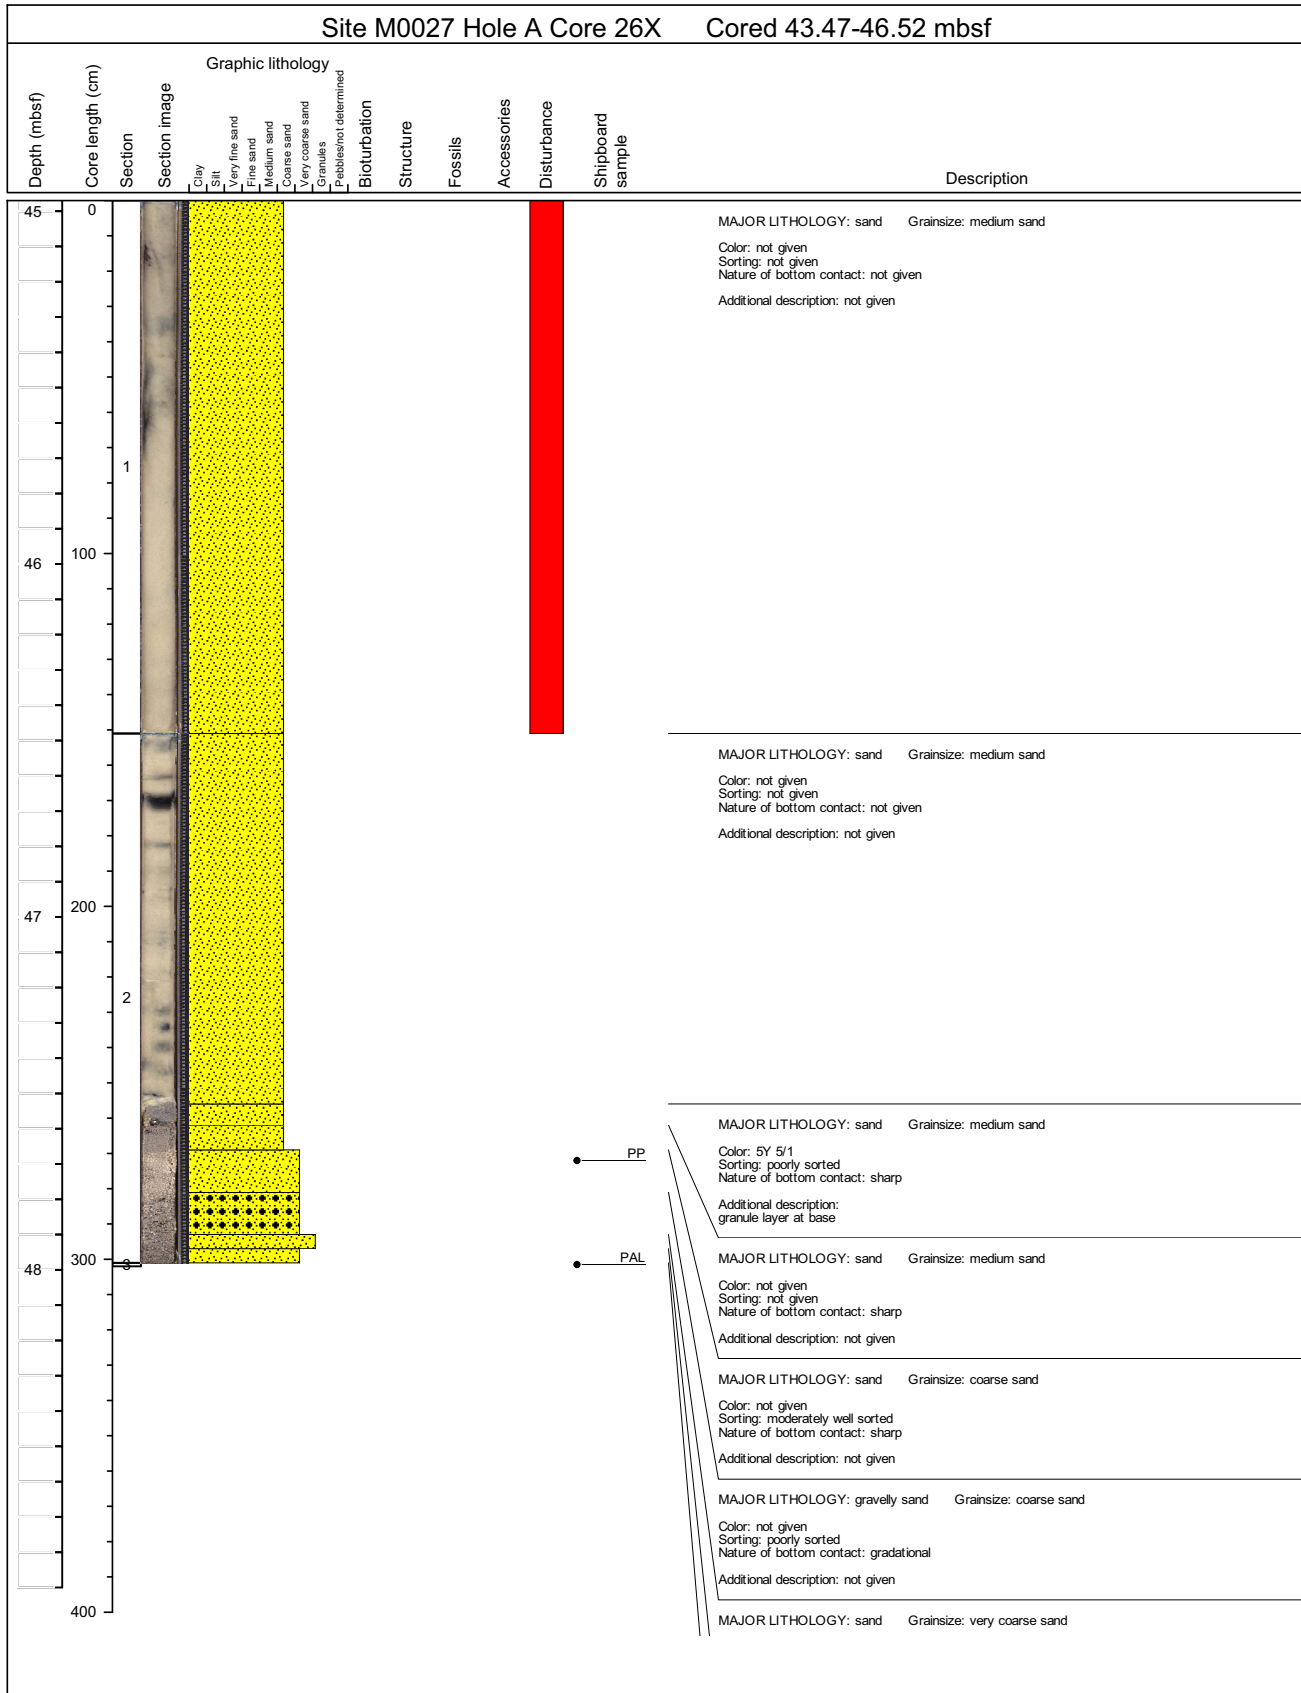 Site M0027 Hole A Core 26X Cored 43.47-46.52 mbsf
Graphic lithology
Depth (mbsf)
Core length (cm)
Section
Section image
Clay
Silt
Very fine sand
Fine sand
Medium sand
Coarse sand
Very coarse sand
Granules
Pebbles/not determined
Bioturbation
Structure
Fossils
Accessories
Disturbance
Shipboard
sample
Description
45
0
MAJOR LITHOLOGY: sand Grainsize: medium sand
Color: not given
Sorting: not given
Nature of bottom contact: not given
Additional description: not given
1
46
100
MAJOR LITHOLOGY: sand Grainsize: medium sand
Color: not given
Sorting: not given
Nature of bottom contact: not given
Additional description: not given
47
200
2
MAJOR LITHOLOGY: sand Grainsize: medium sand
Color: 5Y 5/1
Sorting: poorly sorted
Nature of bottom contact: sharp
Additional description:
granule layer at base
PP
MAJOR LITHOLOGY: sand Grainsize: medium sand
Color: not given
Sorting: not given
Nature of bottom contact: sharp
Additional description: not given
PAL
48
300
3
MAJOR LITHOLOGY: sand Grainsize: coarse sand
Color: not given
Sorting: moderately well sorted
Nature of bottom contact: sharp
Additional description: not given
MAJOR LITHOLOGY: gravelly sand Grainsize: coarse sand
Color: not given
Sorting: poorly sorted
Nature of bottom contact: gradational
Additional description: not given
400
MAJOR LITHOLOGY: sand Grainsize: very coarse sand